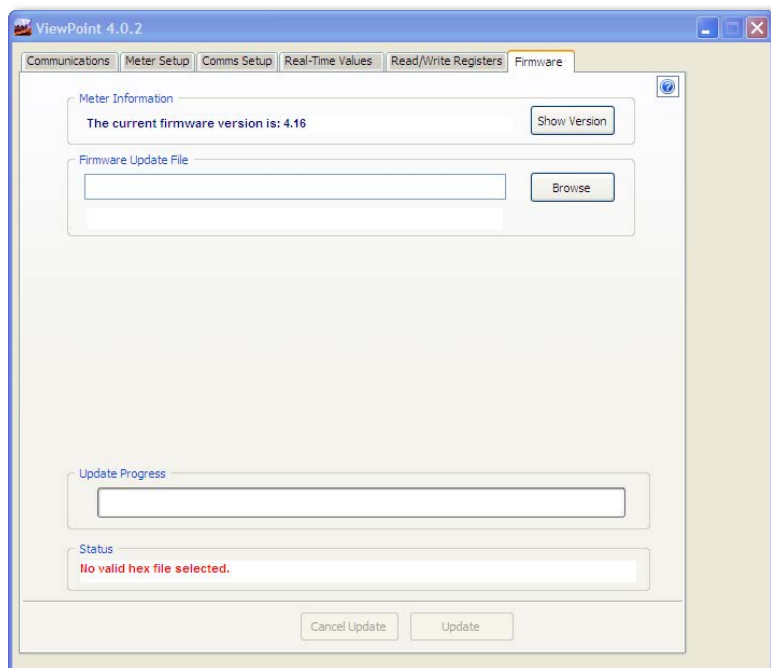 ViewPoint 4.0.2
Communications Meter Setup Comms Setup Real-Time Values Read/Write Registers Firmware
Meter Information
The current firmware version is: 4.16
Show Version
Firmware Update File
Browse
Update Progress
Status
No valid hex file selected.
Cancel Update Update